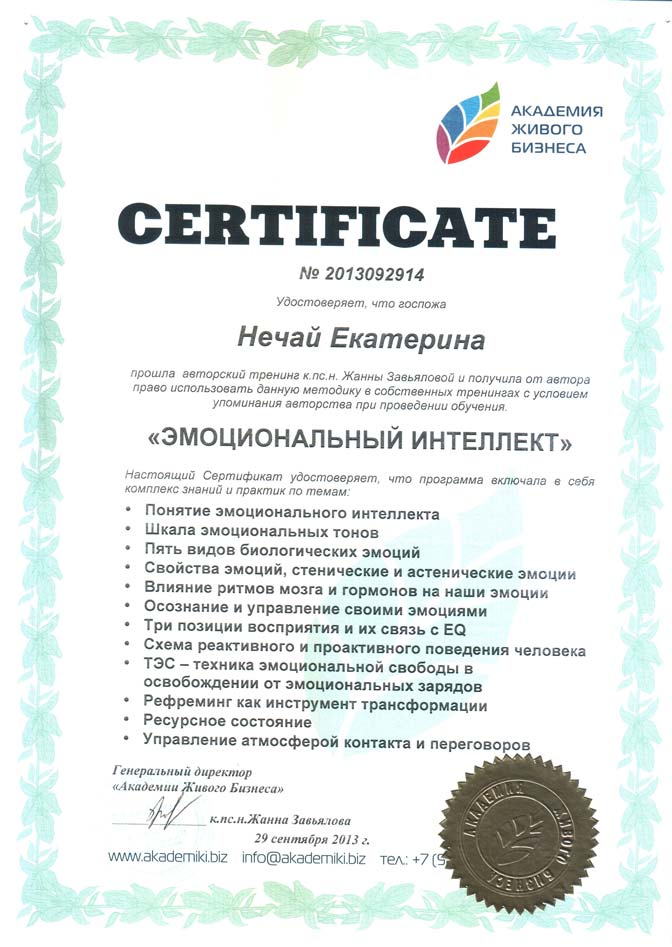 АКАДЕМИЯ
ЖИВОГО
БИЗНЕСА
CERTIFICATE
№ 2013092914
Удостоверяет, что госпожа
Нечай Екатерина
прошла авторский тренинг к.пс.н. Жанны Завьяловой и получила от автора
право использовать данную методику в собственных тренингах с условием
упоминания авторства при проведении обучения.
«ЭМОЦИОНАЛЬНЫЙ ИНТЕЛЛЕКТ»
Настоящий Сертификат удостоверяет, что программа включала в себя
комплекс знаний и практик по темам:
• Понятие эмоционального интеллекта
• Шкала эмоциональных тонов
• Пять видов биологических эмоций
• Свойства эмоций, стенические и астенические эмоции
• Влияние ритмов мозга и гормонов на наши эмоции
• Осознание и управление своими эмоциями
• Три позиции восприятия и их связь с EQ
• Схема реактивного и проактивного поведения человека
• ТЭС – техника эмоциональной свободы в
освобождении от эмоциональных зарядов
• Рефреминг как инструмент трансформации
• Ресурсное состояние
• Управление атмосферой контакта и переговоров
Генеральный директор
«Академии Живого Бизнеса»
к.пс.н.Жанна Завьялова
29 сентября 2013 г.
www.akademiki.biz info@akademiki.biz тел.: +7 (
АКАДЕМИЯ ЖИВОГО БИЗНЕСА